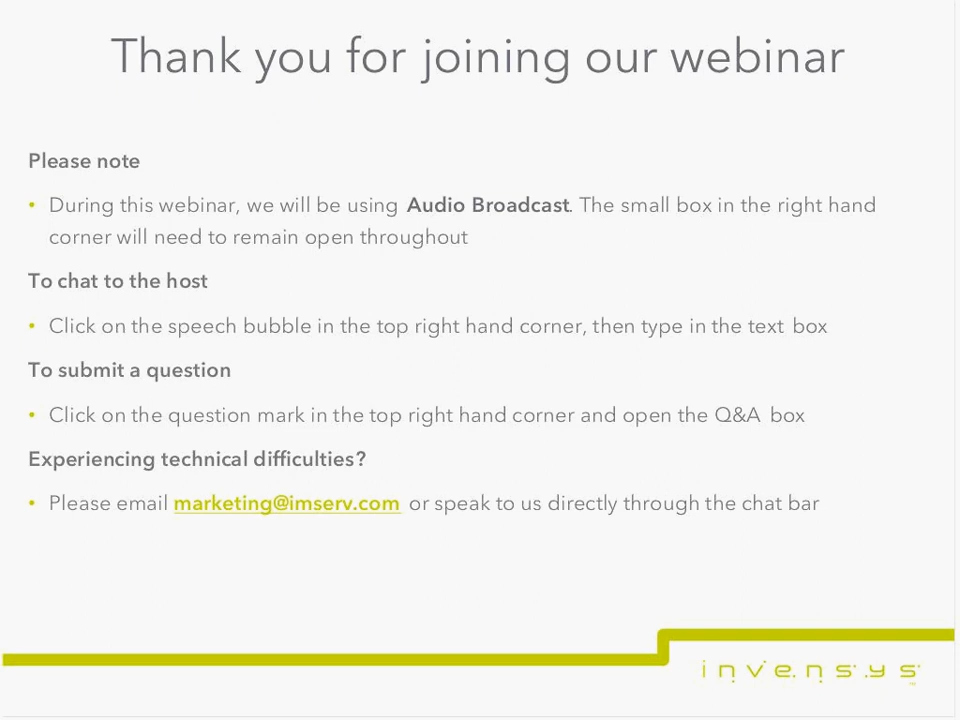 Thank you for joining our webinar
Please note
• During this webinar, we will be using Audio Broadcast. The small box in the right hand
corner will need to remain open throughout
To chat to the host
• Click on the speech bubble in the top right hand corner, then type in the text box
To submit a question
• Click on the question mark in the top right hand corner and open the Q&A box
Experiencing technical difficulties?
• Please email marketing@imserv.com or speak to us directly through the chat bar
invensys™